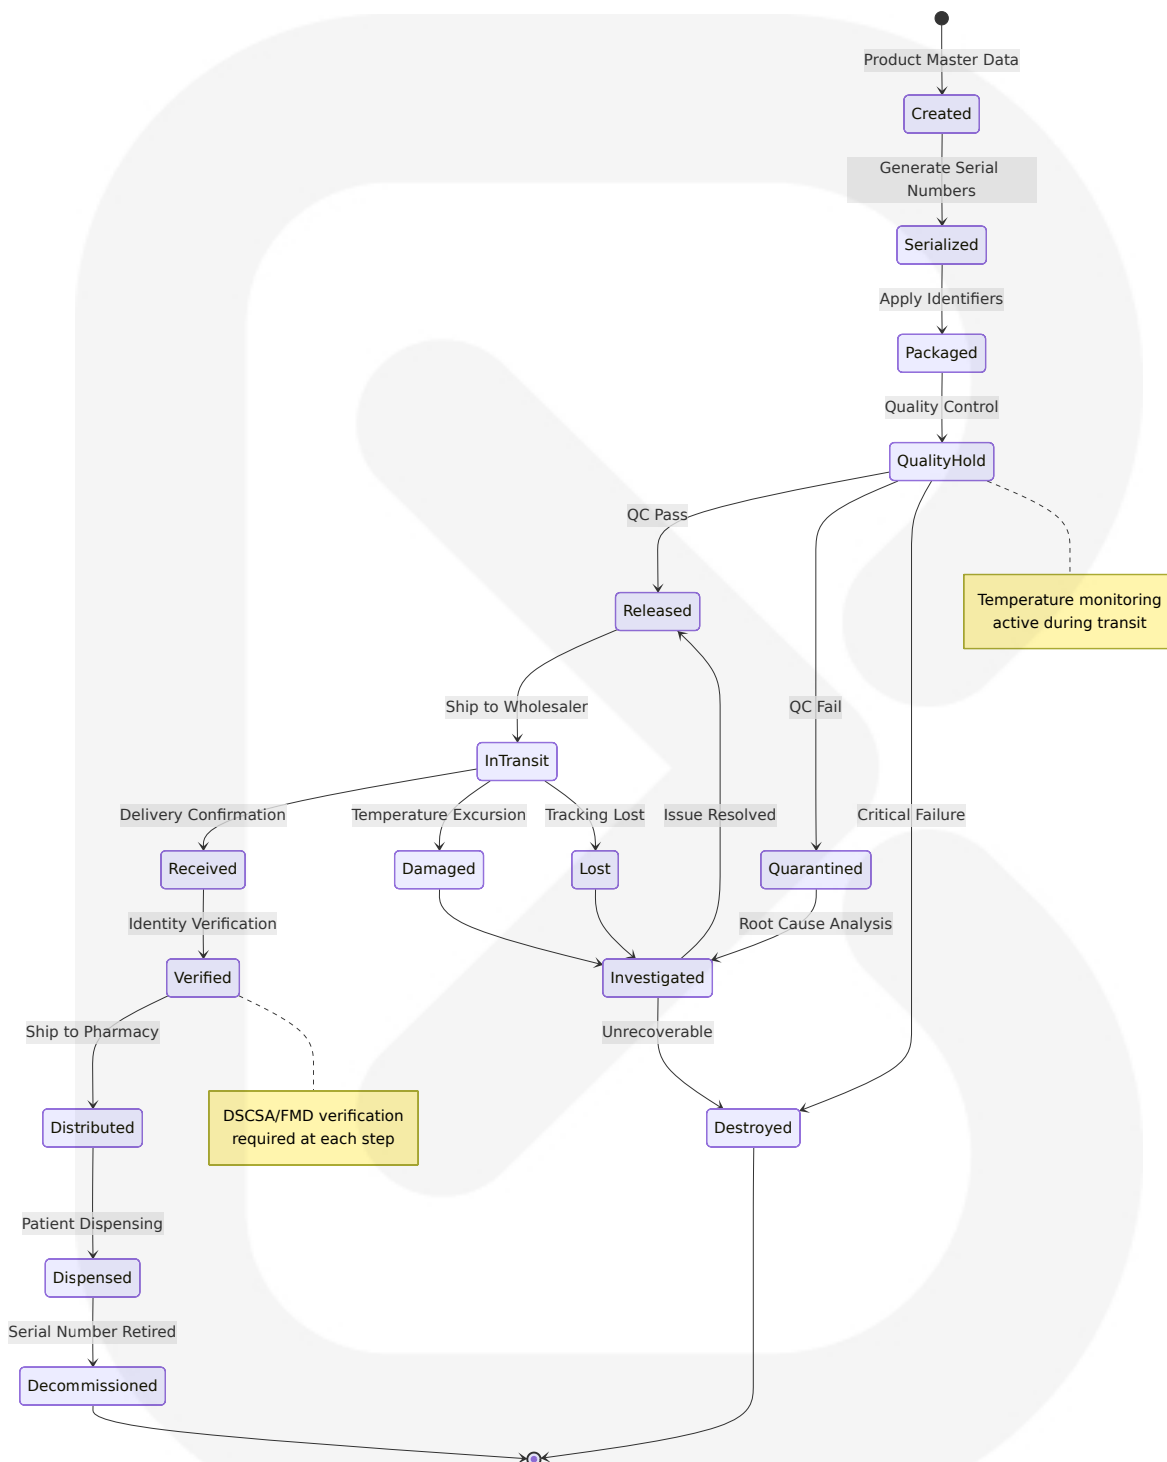 Product Master Data
Created
Generate Serial
Numbers
Serialized
Apply Identifiers
Packaged
Quality Control
QualityHold
QC Pass
Temperature monitoring
active during transit
Released
Ship to Wholesaler
QC Fail
InTransit
Delivery Confirmation
Temperature Excursion
Tracking Lost
Issue Resolved
Critical Failure
Received
Damaged
Lost
Quarantined
Identity Verification
Root Cause Analysis
Verified
Investigated
Ship to Pharmacy
Unrecoverable
DSCSA/FMD verification
required at each step
Distributed
Destroyed
Patient Dispensing
Dispensed
Serial Number Retired
Decommissioned